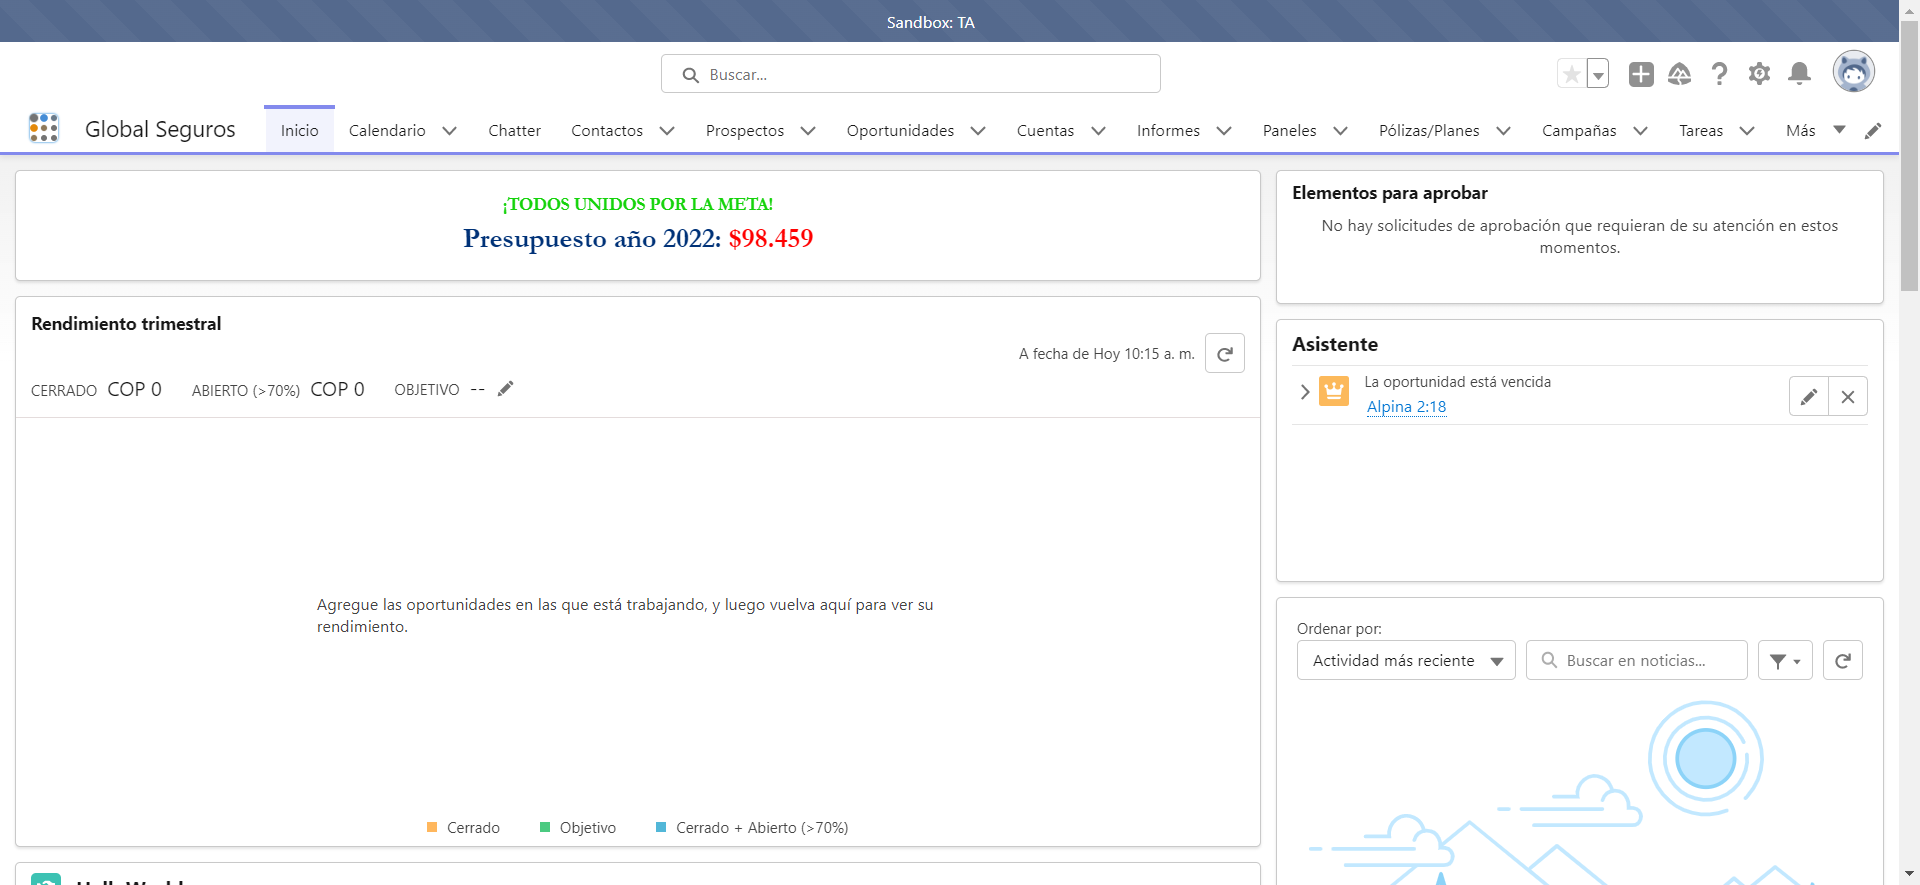 Sandbox: TA
Buscar...
Global Seguros
Inicio
Calendario
Chatter
Contactos
Prospectos
Oportunidades
Cuentas
Informes
Paneles
Pólizas/Planes
Campañas
Tareas
Más
¡TODOS UNIDOS POR LA META!
Presupuesto año 2022: $98.459
Rendimiento trimestral
A fecha de Hoy 10:15 a. m.
CERRADO COP 0 ABIERTO (>70%) COP 0 OBJETIVO --
Agregue las oportunidades en las que está trabajando, y luego vuelva aquí para ver su
rendimiento.
Cerrado
Objetivo
Cerrado + Abierto (>70%)
Elementos para aprobar
No hay solicitudes de aprobación que requieran de su atención en estos
momentos.
Asistente
La oportunidad está vencida
Alpina 2:18
Ordenar por:
Actividad más reciente
Buscar en noticias...